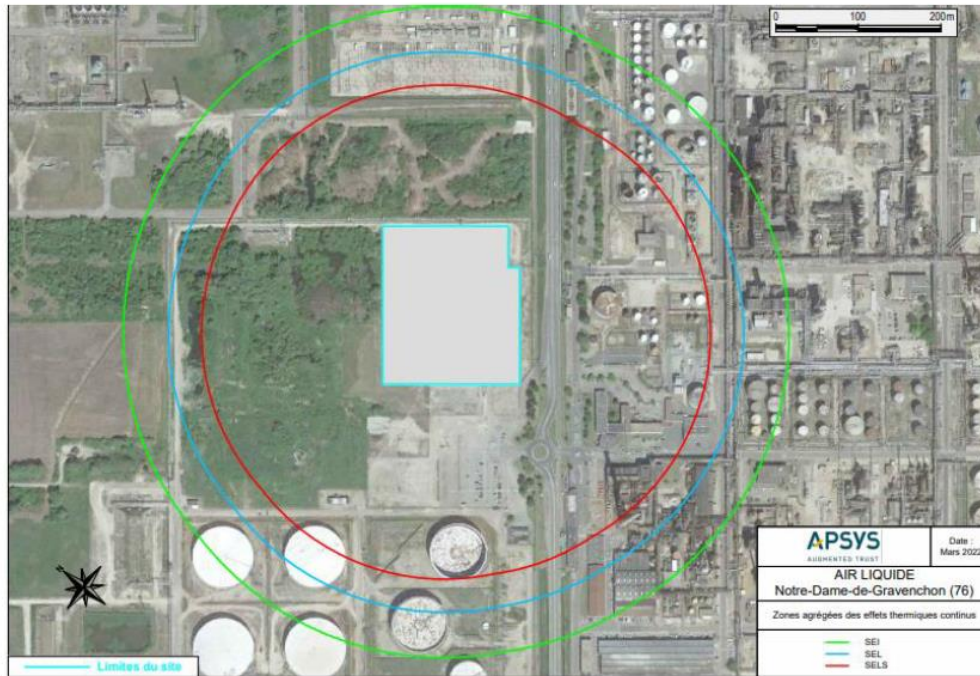 0 100 200m
APSYS
AUGMENTED TRUST
Date :
Mars 2022
AIR LIQUIDE
Notre-Dame-de-Gravenchon (76)
Zones agrégées des effets thermiques continus
SEI
SEL
SELS
Limites du site